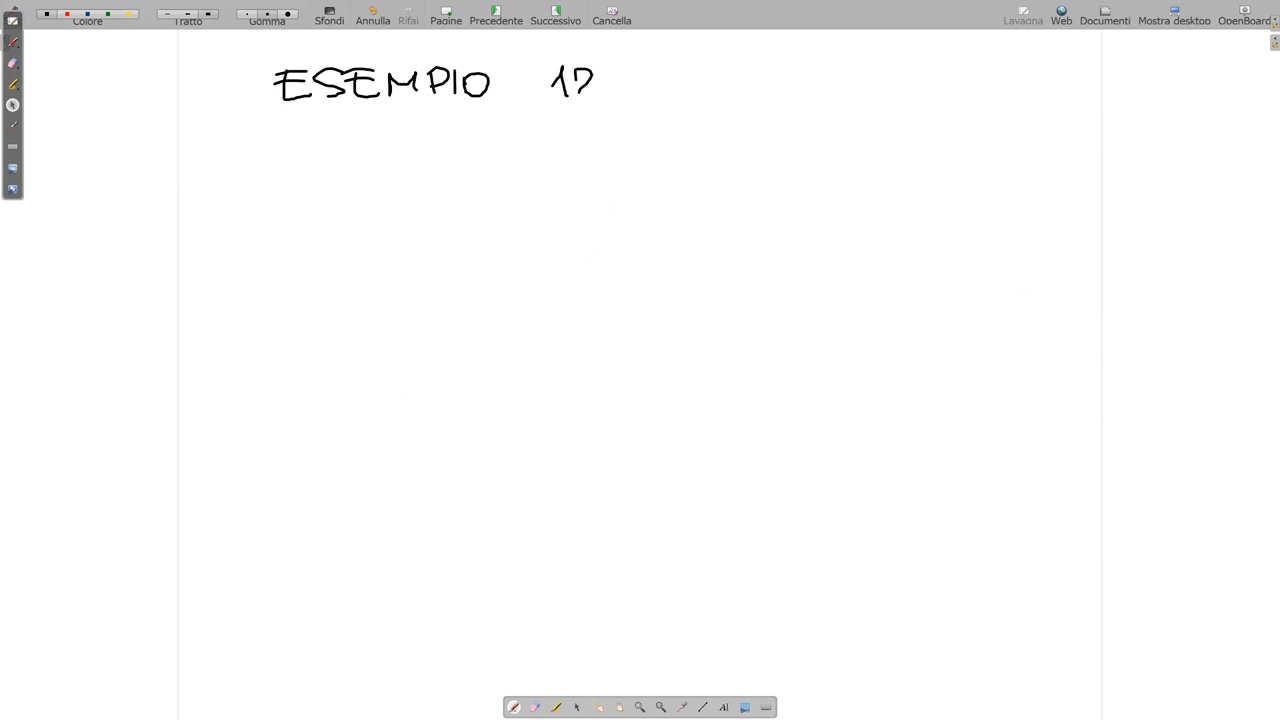 Colore Tratto Gomma Sfondi Annulla Rifai Pagine Precedente Successivo Cancella Lavagna Web Documenti Mostra desktop OpenBoard
ESEMPIO 17